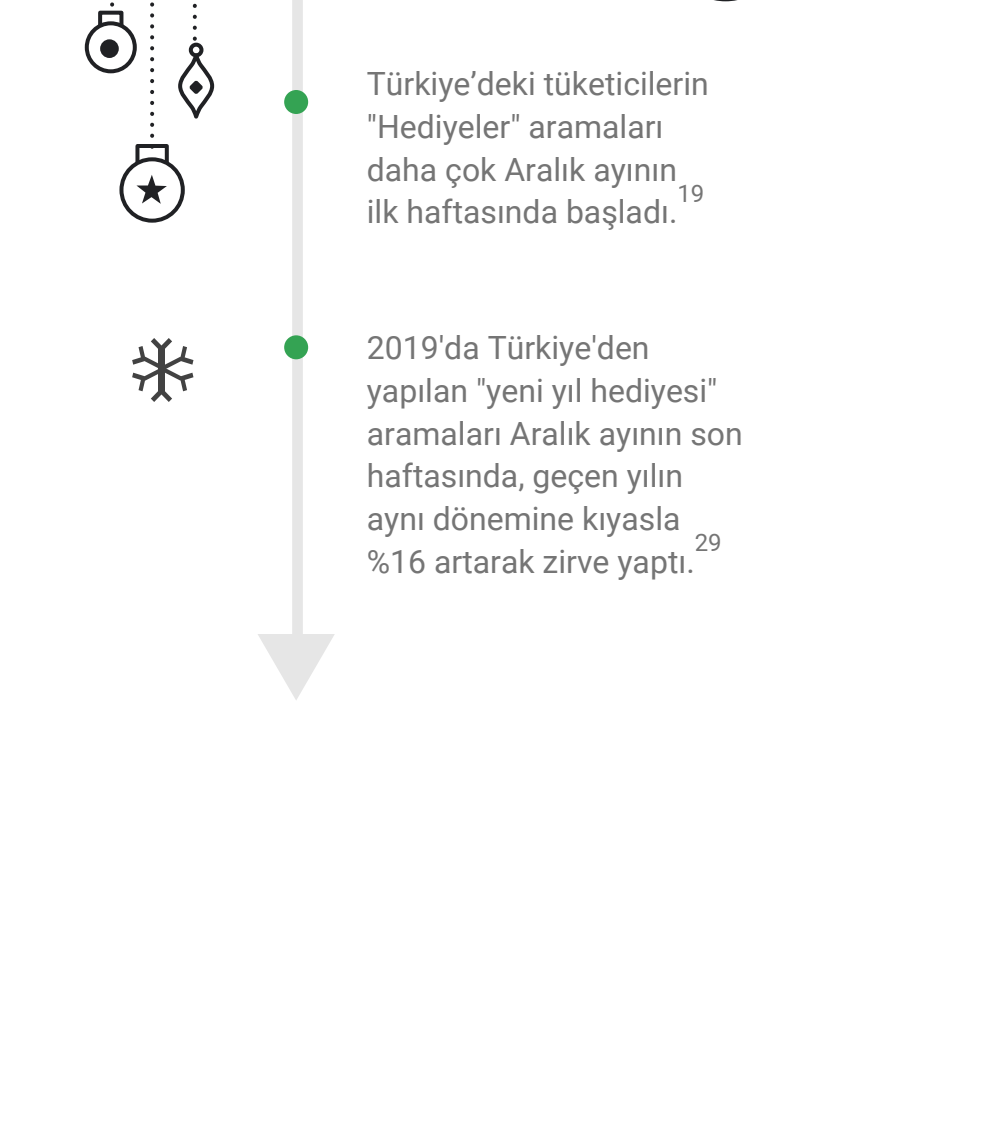 Türkiye’deki tüketicilerin
"Hediyeler" aramaları
daha çok Aralık ayının
ilk haftasında başladı.19
2019'da Türkiye'den
yapılan "yeni yıl hediyesi"
aramaları Aralık ayının son
haftasında, geçen yılın
aynı dönemine kıyasla
%16 artarak zirve yaptı.29